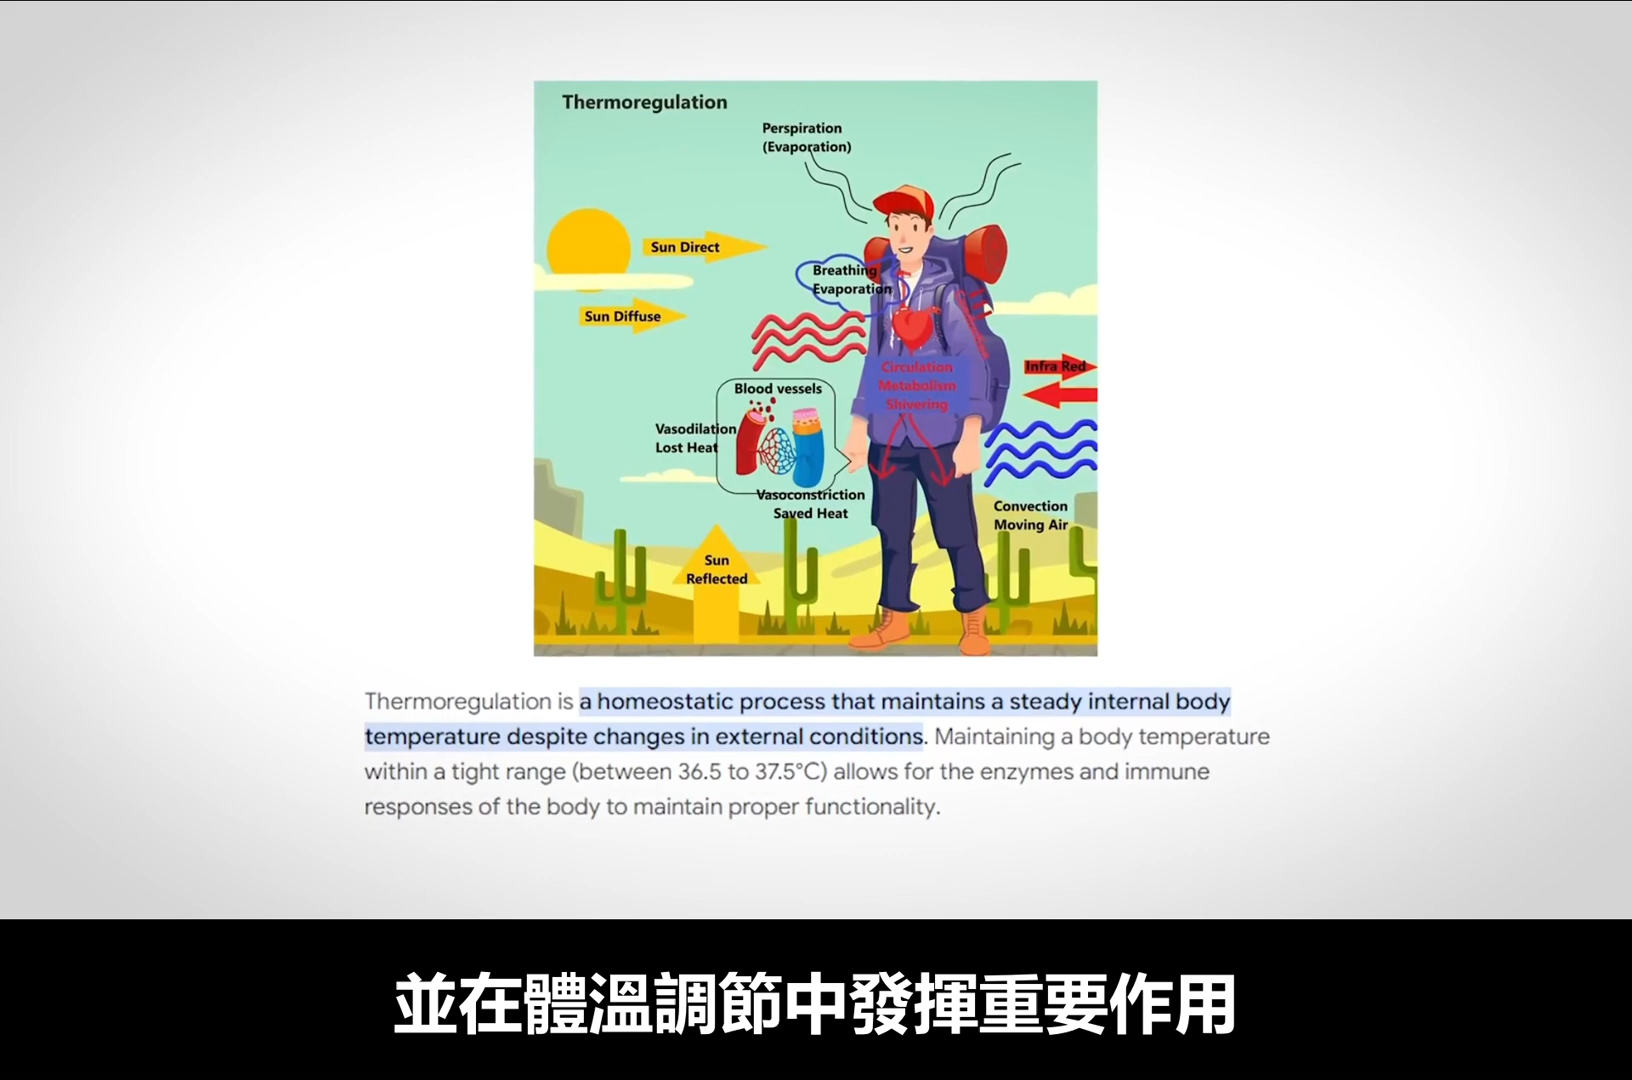 Thermoregulation
Perspiration
(Evaporation)
Sun Direct
Breathing
Evaporation
Sun Diffuse
Circulation
Metabolism
Shivering
Infra Red
Blood vessels
Vasodilation
Lost Heat
Vasoconstriction
Saved Heat
Convection
Moving Air
Sun
Reflected
Thermoregulation is a homeostatic process that maintains a steady internal body
temperature despite changes in external conditions. Maintaining a body temperature
within a tight range (between 36.5 to 37.5°C) allows for the enzymes and immune
responses of the body to maintain proper functionality.
並在體溫調節中發揮重要作用